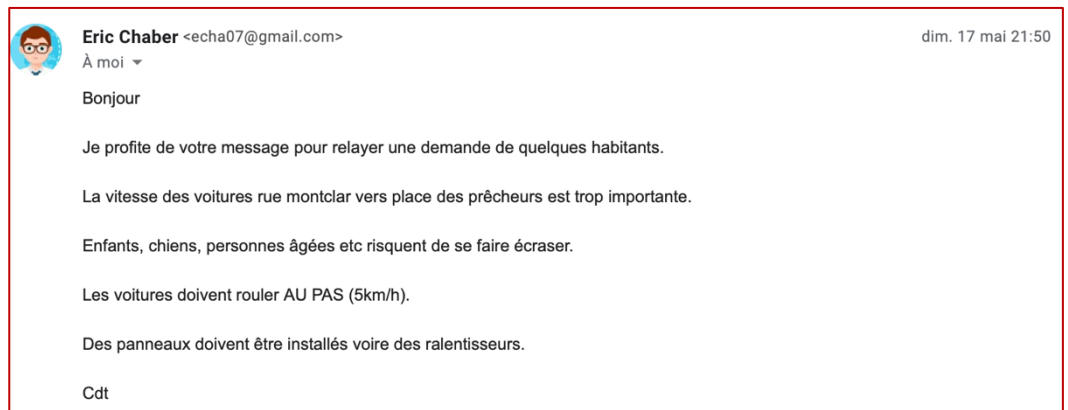 Eric Chaber <echa07@gmail.com> dim. 17 mai 21:50
À moi
Bonjour
Je profite de votre message pour relayer une demande de quelques habitants.
La vitesse des voitures rue montclar vers place des prêcheurs est trop importante.
Enfants, chiens, personnes âgées etc risquent de se faire écraser.
Les voitures doivent rouler AU PAS (5km/h).
Des panneaux doivent être installés voire des ralentisseurs.
Cdt